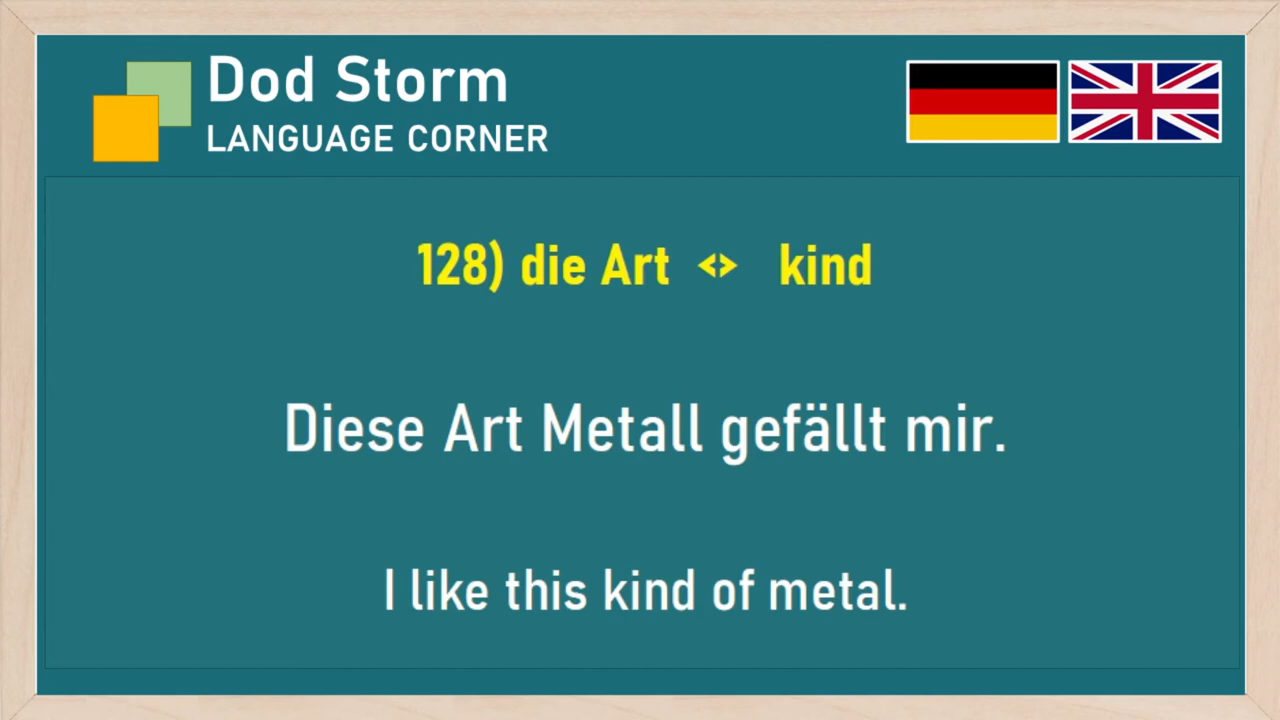 Dod Storm
LANGUAGE CORNER
128) die Art <> kind
Diese Art Metall gefällt mir.
I like this kind of metal.